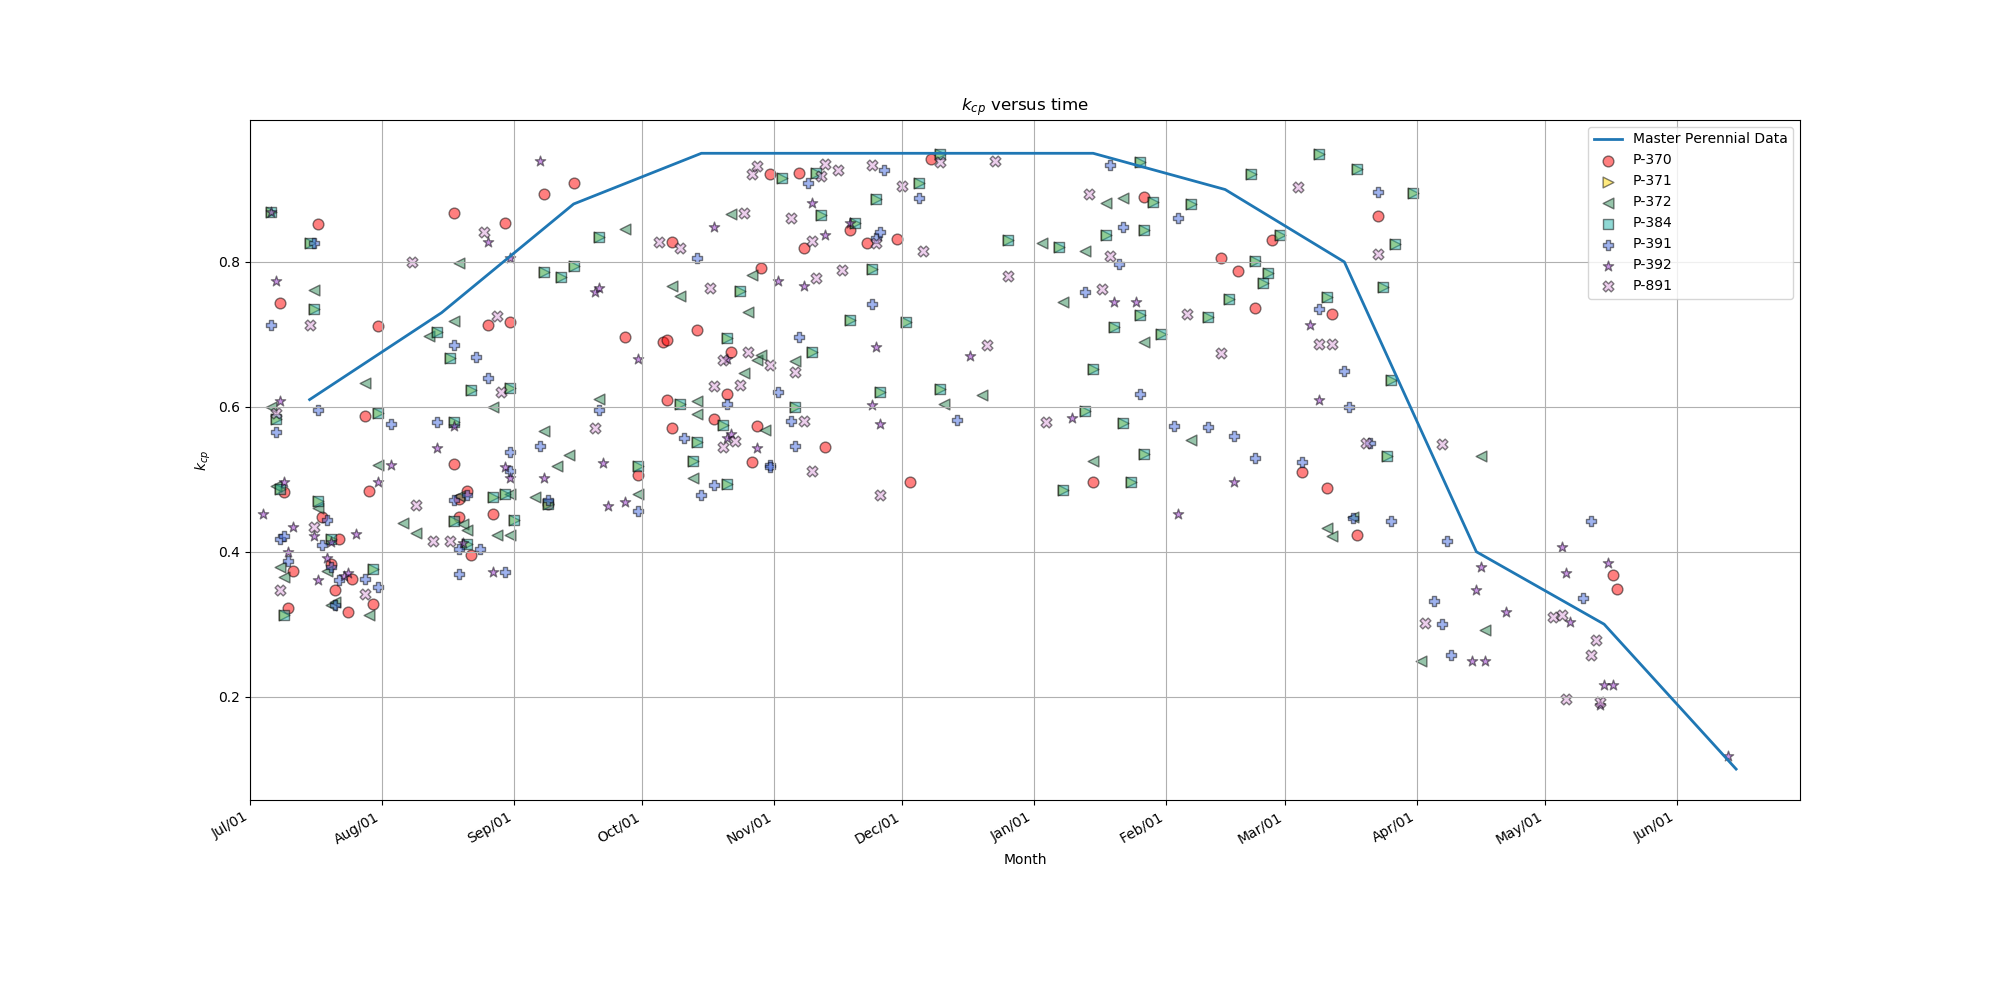 k_cp versus time
Master Perennial Data
P-370
P-371
P-372
P-384
P-391
P-392
P-891
0.8
0.6
0.4
0.2
k_cp
Jul/01
Aug/01
Sep/01
Oct/01
Nov/01
Dec/01
Jan/01
Feb/01
Mar/01
Apr/01
May/01
Jun/01
Month